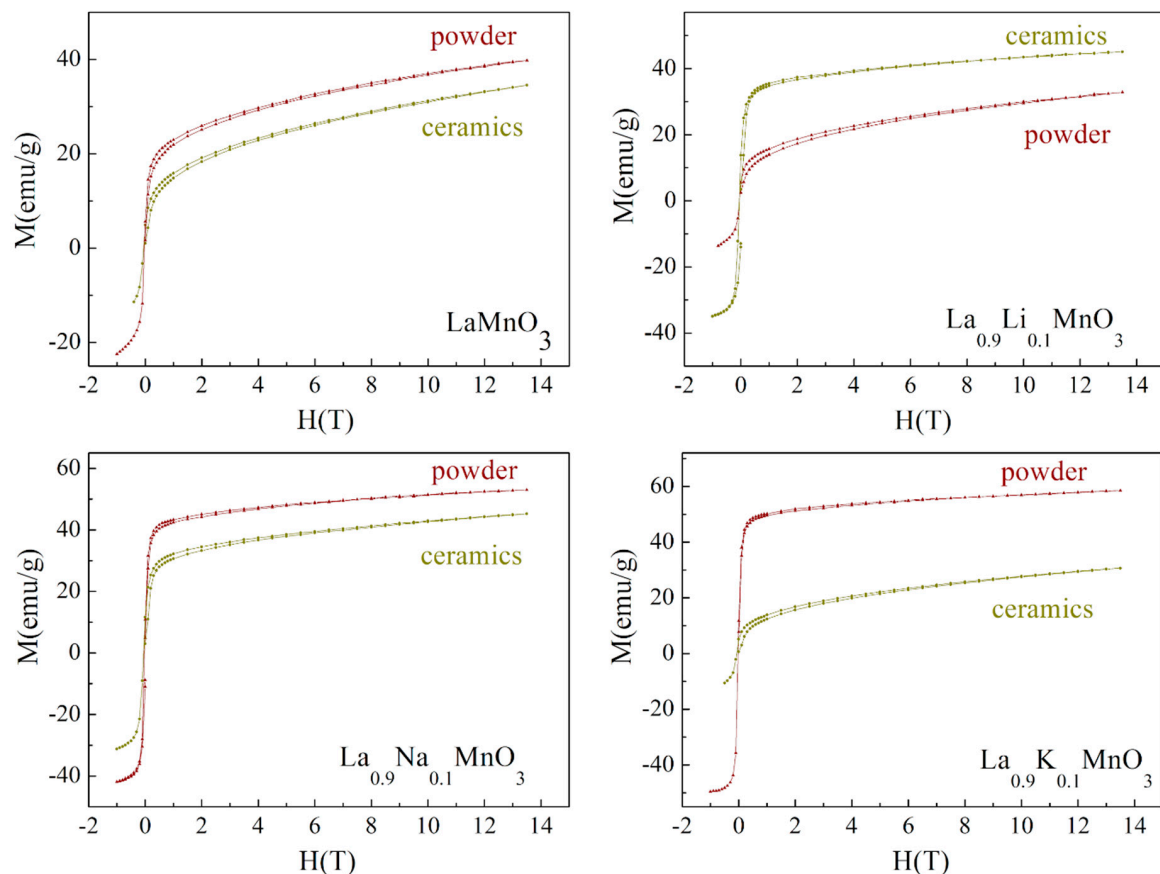 powder
ceramics
M(emu/g)
40
20
0
-20
LaMnO3
-2 0 2 4 6 8 10 12 14
H(T)
ceramics
powder
M(emu/g)
40
20
0
-20
-40
La0.9Li0.1MnO3
-2 0 2 4 6 8 10 12 14
H(T)
powder
ceramics
M(emu/g)
60
40
20
0
-20
-40
La0.9Na0.1MnO3
-2 0 2 4 6 8 10 12 14
H(T)
powder
ceramics
M(emu/g)
60
40
20
0
-20
-40
La0.9K0.1MnO3
-2 0 2 4 6 8 10 12 14
H(T)